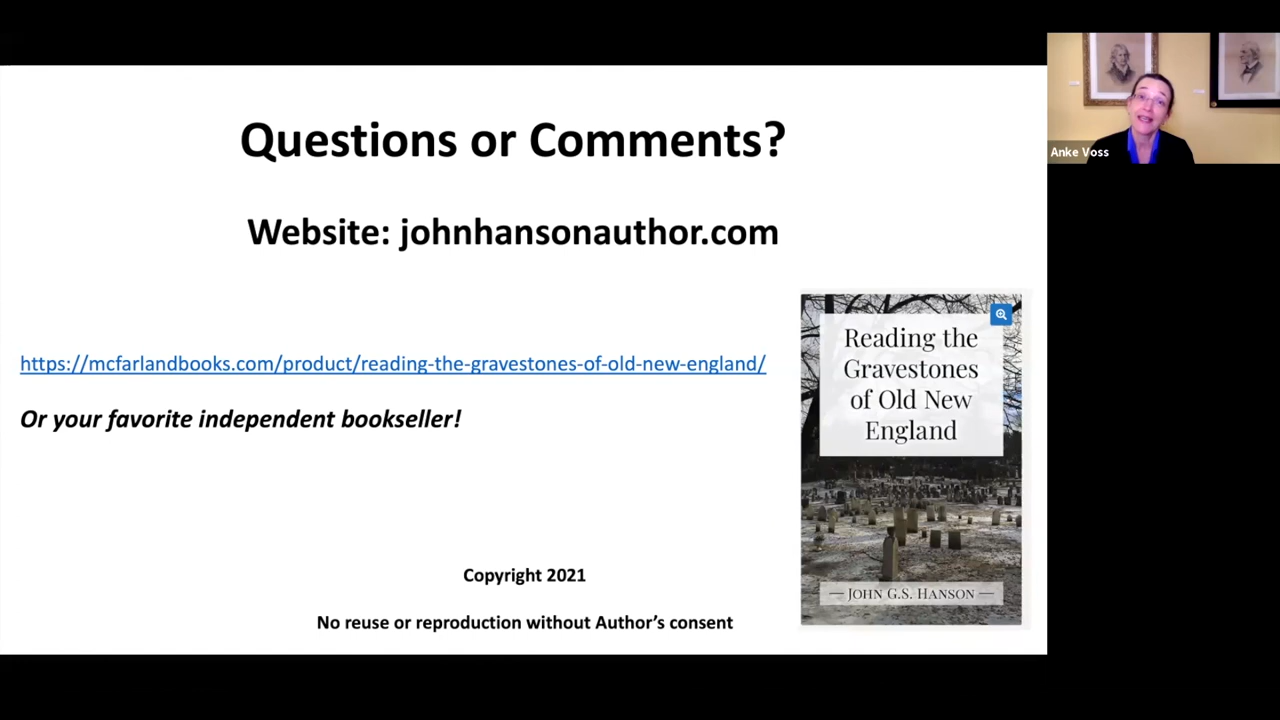 Questions or Comments?
Website: johnhansonauthor.com
https://mcfarlandbooks.com/product/reading-the-gravestones-of-old-new-england/
Or your favorite independent bookseller!
Reading the
Gravestones
of Old New
England
— JOHN G.S. HANSON —
Copyright 2021
No reuse or reproduction without Author's consent
Anke Voss